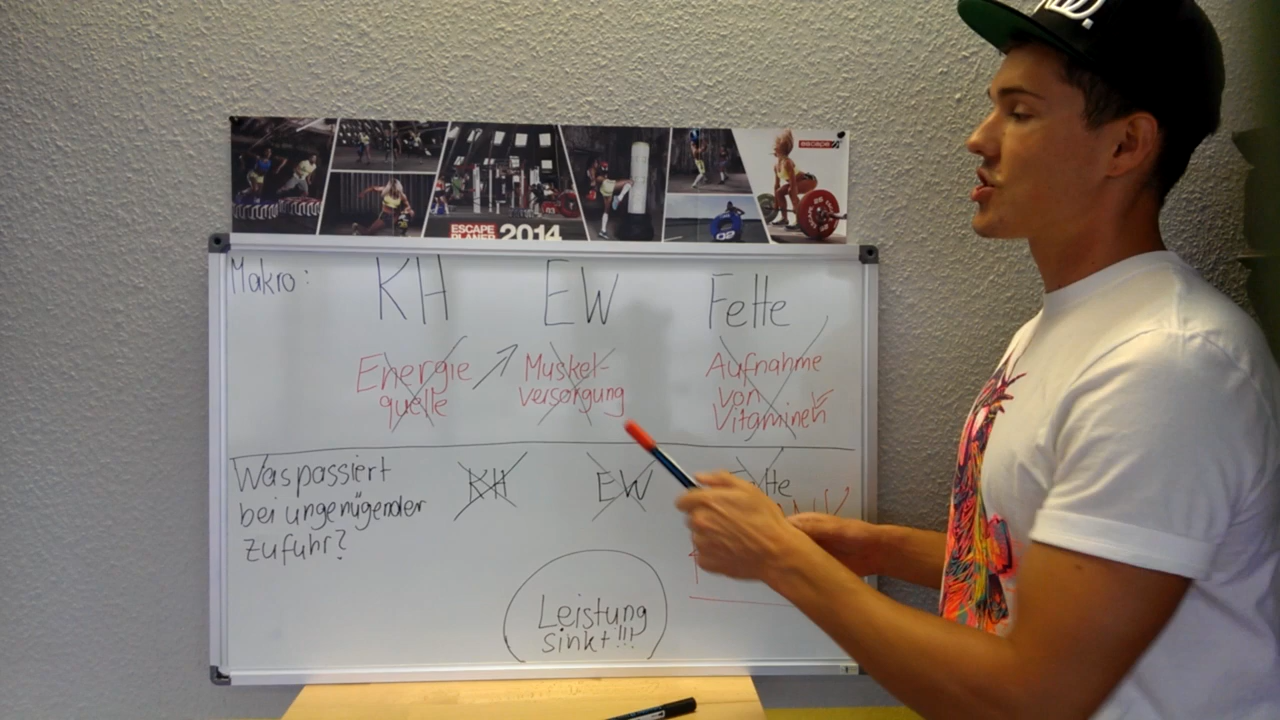 ESCAPE
ESCAPE
PLANER 2014
Makro: KH EW Fette
Energie
quelle
Muskel-
versorgung
Aufnahme
von
Vitaminen
Was passiert
bei ungenügender
zufuhr?
KH EW
Leistung
sinkt!!!